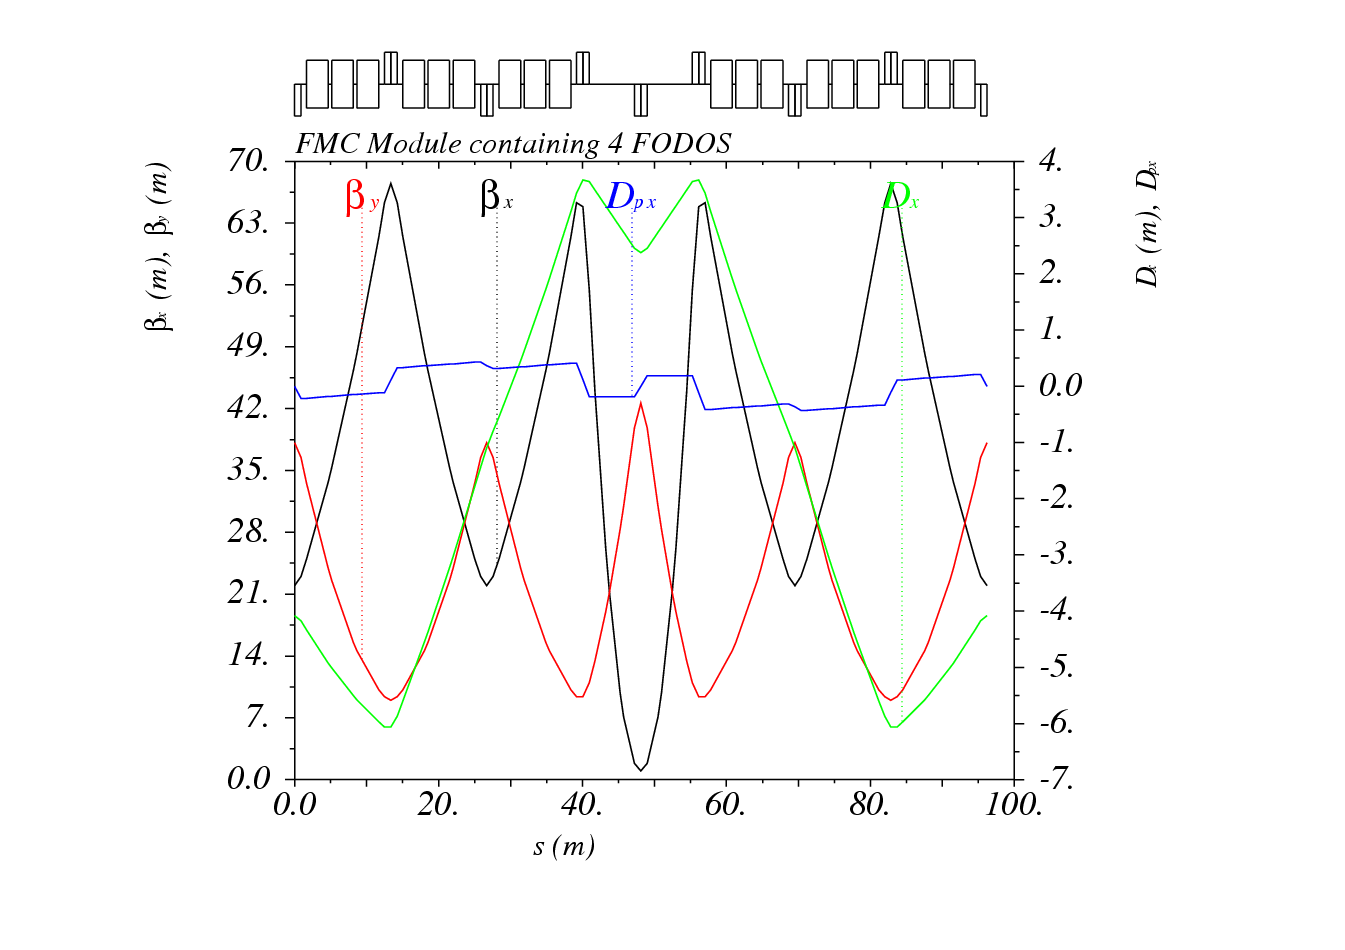 FMC Module containing 4 FODOS
βx (m), βy (m)
70.
63.
56.
49.
42.
35.
28.
21.
14.
7.
0.0
βy
βx
Dpx
Dx
4.
3.
2.
1.
0.0
-1.
-2.
-3.
-4.
-5.
-6.
-7.
Dx (m), Dpx
0.0 20. 40. 60. 80. 100.
s (m)